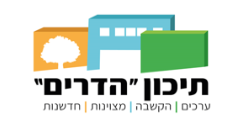 תיכון "הדרים"
ערכים | הקשבה | מצוינות | חדשנות